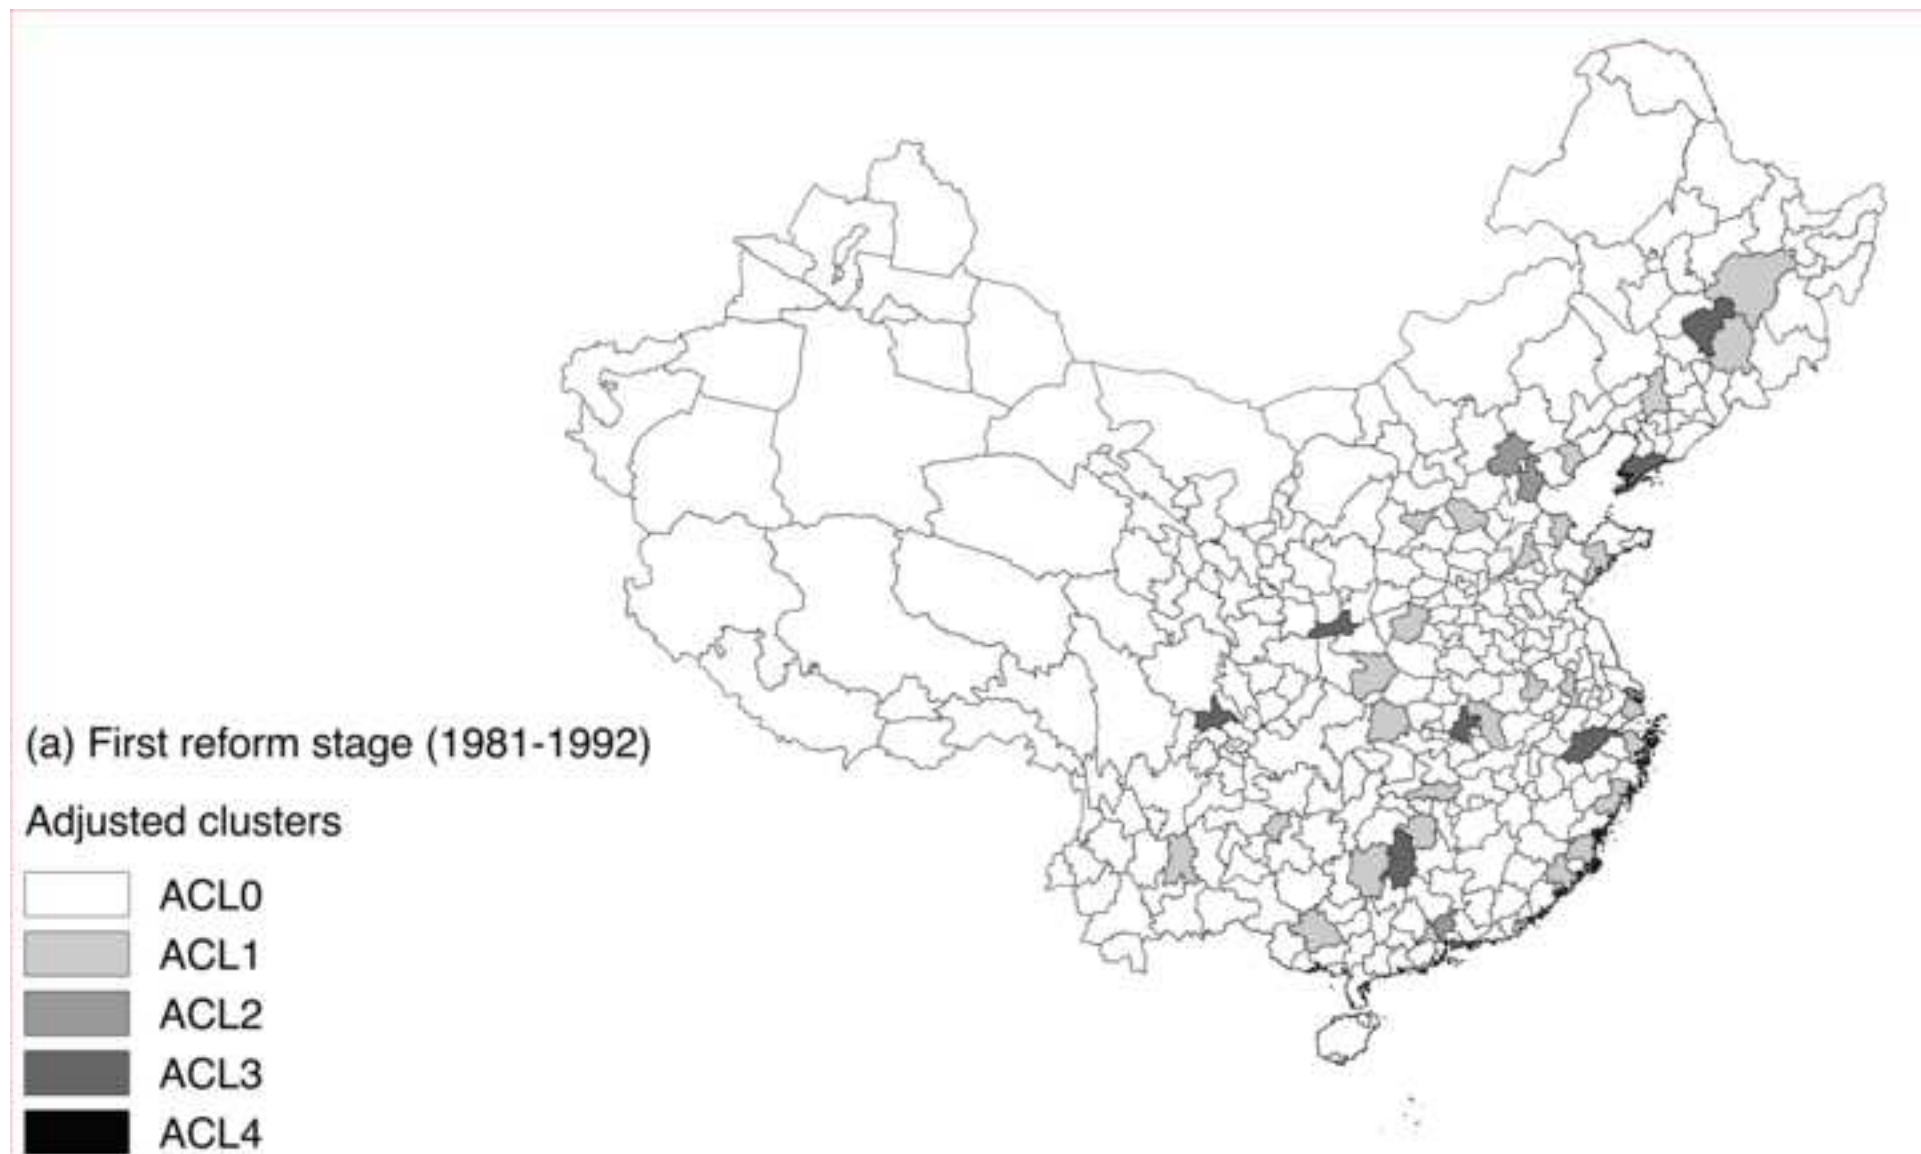 (a) First reform stage (1981-1992)
Adjusted clusters
ACL0
ACL1
ACL2
ACL3
ACL4